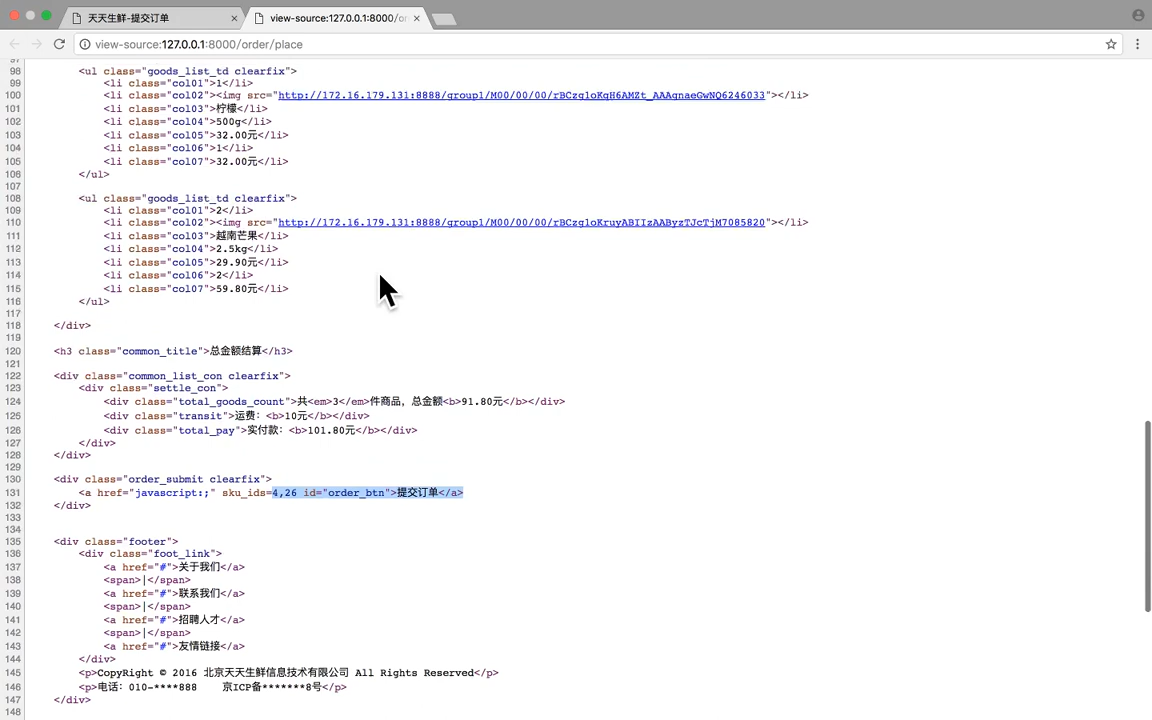 天天生鲜-提交订单
view-source:127.0.0.1:8000/or
view-source:127.0.0.1:8000/order/place
97
98 <ul class="goods_list_td clearfix">
99 <li class="col01">1</li>
100 <li class="col02"><img src="http://172.16.179.131:8888/group1/M00/00/00/rBCzg1oKgH6AMZt_AAAgnaeGwNQ6246033"></li>
101 <li class="col03">柠檬</li>
102 <li class="col04">500g</li>
103 <li class="col05">32.00元</li>
104 <li class="col06">1</li>
105 <li class="col07">32.00元</li>
106 </ul>
107
108 <ul class="goods_list_td clearfix">
109 <li class="col01">2</li>
110 <li class="col02"><img src="http://172.16.179.131:8888/group1/M00/00/00/rBCzg1oKruyABIIzAAByzTJcTjM7085820"></li>
111 <li class="col03">越南芒果</li>
112 <li class="col04">2.5kg</li>
113 <li class="col05">29.90元</li>
114 <li class="col06">2</li>
115 <li class="col07">59.80元</li>
116 </ul>
117
118 </div>
119
120 <h3 class="common_title">总金额结算</h3>
121
122 <div class="common_list_con clearfix">
123 <div class="settle_con">
124 <div class="total_goods_count">共<em>3</em>件商品，总金额<b>91.80元</b></div>
125 <div class="transit">运费：<b>10元</b></div>
126 <div class="total_pay">实付款：<b>101.80元</b></div>
127 </div>
128 </div>
129
130 <div class="order_submit clearfix">
131 <a href="javascript:;" sku_ids=4,26 id="order_btn">提交订单</a>
132 </div>
133
134
135 <div class="footer">
136 <div class="foot_link">
137 <a href="#">关于我们</a>
138 <span>|</span>
139 <a href="#">联系我们</a>
140 <span>|</span>
141 <a href="#">招聘人才</a>
142 <span>|</span>
143 <a href="#">友情链接</a>
144 </div>
145 <p>CopyRight © 2016 北京天天生鲜信息技术有限公司 All Rights Reserved</p>
146 <p>电话：010-****888 京ICP备*******8号</p>
147 </div>
148